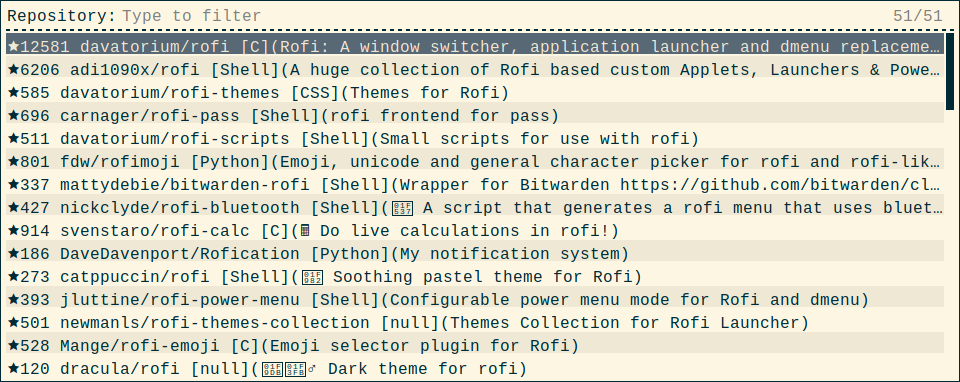 Repository: Type to filter 51/51
★12581 davatorium/rofi [C](Rofi: A window switcher, application launcher and dmenu replaceme…
★6206 adi1090x/rofi [Shell](A huge collection of Rofi based custom Applets, Launchers & Powe…
★585 davatorium/rofi-themes [CSS](Themes for Rofi)
★696 carnager/rofi-pass [Shell](rofi frontend for pass)
★511 davatorium/rofi-scripts [Shell](Small scripts for use with rofi)
★801 fdw/rofimoji [Python](Emoji, unicode and general character picker for rofi and rofi-lik…
★337 mattydebie/bitwarden-rofi [Shell](Wrapper for Bitwarden https://github.com/bitwarden/cl…
★427 nickclyde/rofi-bluetooth [Shell](🔷 A script that generates a rofi menu that uses bluet…
★914 svenstaro/rofi-calc [C](🖩 Do live calculations in rofi!)
★186 DaveDavenport/Rofication [Python](My notification system)
★273 catppuccin/rofi [Shell](🦂 Soothing pastel theme for Rofi)
★393 jluttine/rofi-power-menu [Shell](Configurable power menu mode for Rofi and dmenu)
★501 newmanls/rofi-themes-collection [null](Themes Collection for Rofi Launcher)
★528 Mange/rofi-emoji [C](Emoji selector plugin for Rofi)
★120 dracula/rofi [null](🧛🏻♂ Dark theme for rofi)